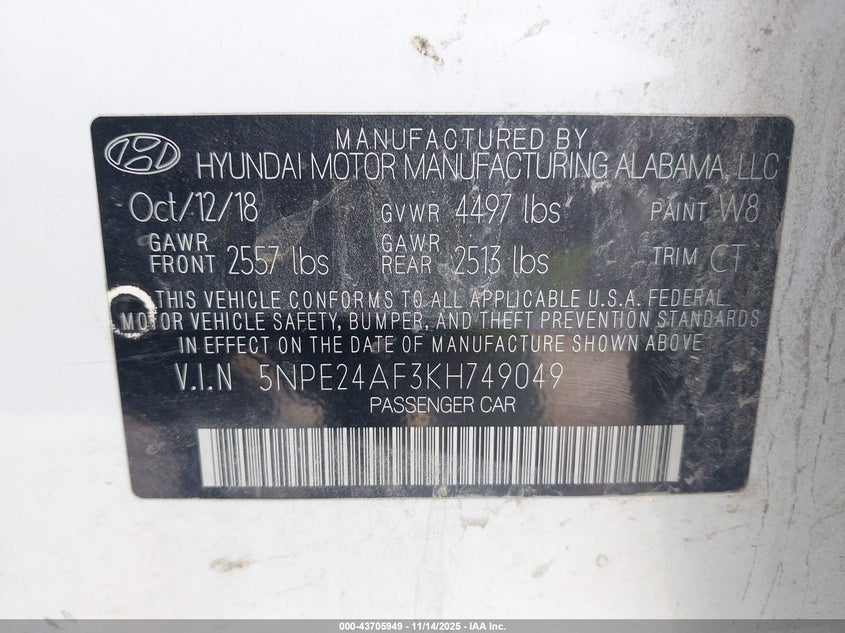 MANUFACTURED BY
HYUNDAI MOTOR MANUFACTURING ALABAMA, LLC
Oct/12/18 GVWR 4497 lbs PAINT W8
GAWR FRONT 2557 lbs GAWR REAR 2513 lbs TRIM CT
THIS VEHICLE CONFORMS TO ALL APPLICABLE U.S.A. FEDERAL
MOTOR VEHICLE SAFETY, BUMPER, AND THEFT PREVENTION STANDARDS
IN EFFECT ON THE DATE OF MANUFACTURE SHOWN ABOVE
V.I.N 5NPE24AF3KH749049
PASSENGER CAR
000-43705949 - 11/14/2025 - IAA Inc.